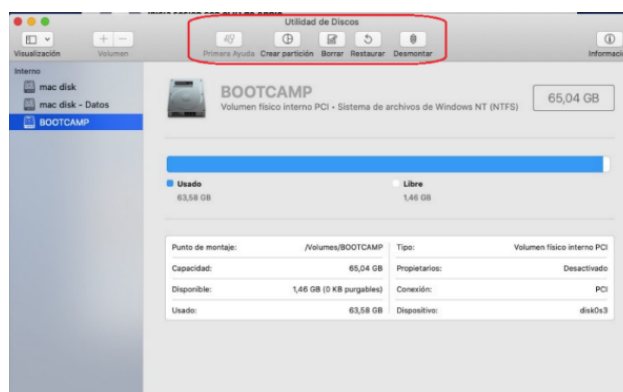 Utilidad de Discos
Visualización Volumen Primera Ayuda Crear partición Borrar Restaurar Desmontar
Interno
mac disk
mac disk - Datos
BOOTCAMP
BOOTCAMP
Volumen físico interno PCI • Sistema de archivos de Windows NT (NTFS)
65,04 GB
Usado
63,58 GB
Libre
1,46 GB
Punto de montaje: /Volumes/BOOTCAMP
Capacidad: 65,04 GB
Disponible: 1,46 GB (0 KB purgables)
Usado: 63,58 GB
Tipo: Volumen físico interno PCI
Propietarios: Desactivado
Conexión: PCI
Dispositivo: disk0s3